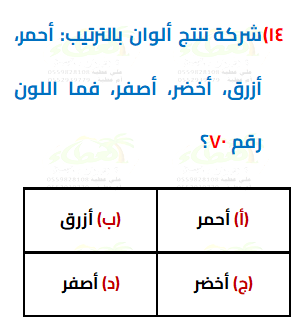 ١٤)شركة تنتج ألوان بالترتيب: أحمر،
أزرق، أخضر، أصفر، فما اللون
رقم ٧٠؟
(أ) أحمر
(ب) أزرق
(ج) أخضر
(د) أصفر